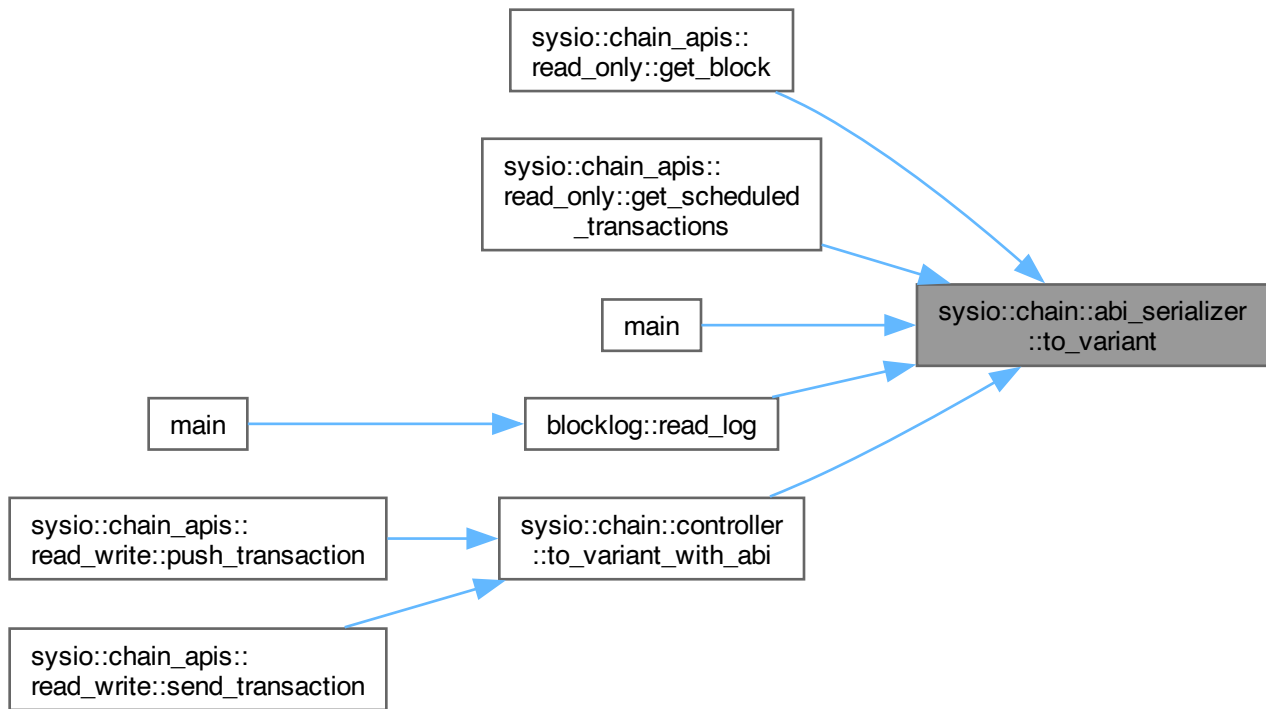 sysio::chain_apis::
read_only::get_block
sysio::chain_apis::
read_only::get_scheduled
_transactions
sysio::chain::abi_serializer
::to_variant
main
main
blocklog::read_log
sysio::chain_apis::
read_write::push_transaction
sysio::chain::controller
::to_variant_with_abi
sysio::chain_apis::
read_write::send_transaction